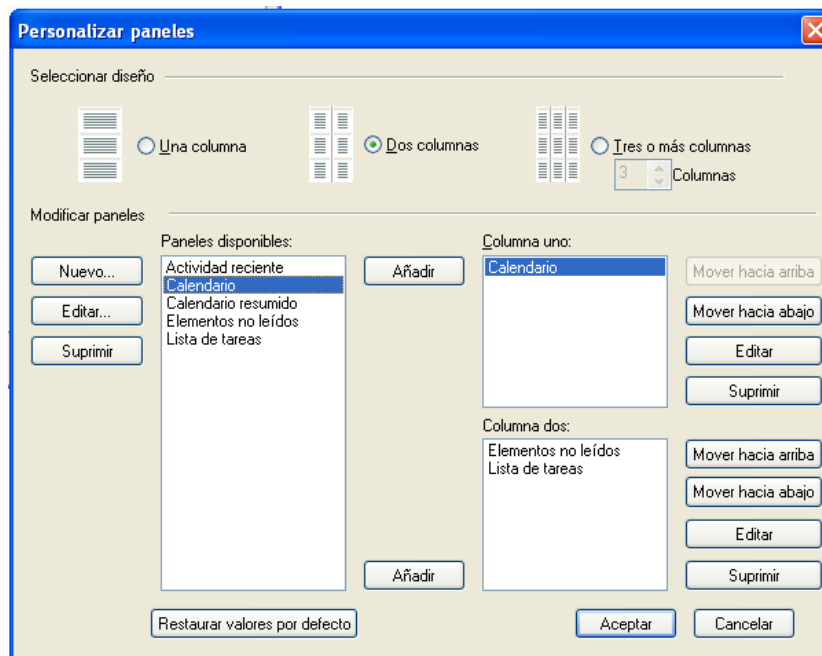 Personalizar paneles
Seleccionar diseño
Una columna
Dos columnas
Tres o más columnas
3 Columnas
Modificar paneles
Paneles disponibles:
Nuevo...
Editar...
Suprimir
Actividad reciente
Calendario
Calendario resumido
Elementos no leídos
Lista de tareas
Añadir
Añadir
Columna uno:
Calendario
Mover hacia arriba
Mover hacia abajo
Editar
Suprimir
Columna dos:
Elementos no leídos
Lista de tareas
Mover hacia arriba
Mover hacia abajo
Editar
Suprimir
Restaurar valores por defecto
Aceptar
Cancelar